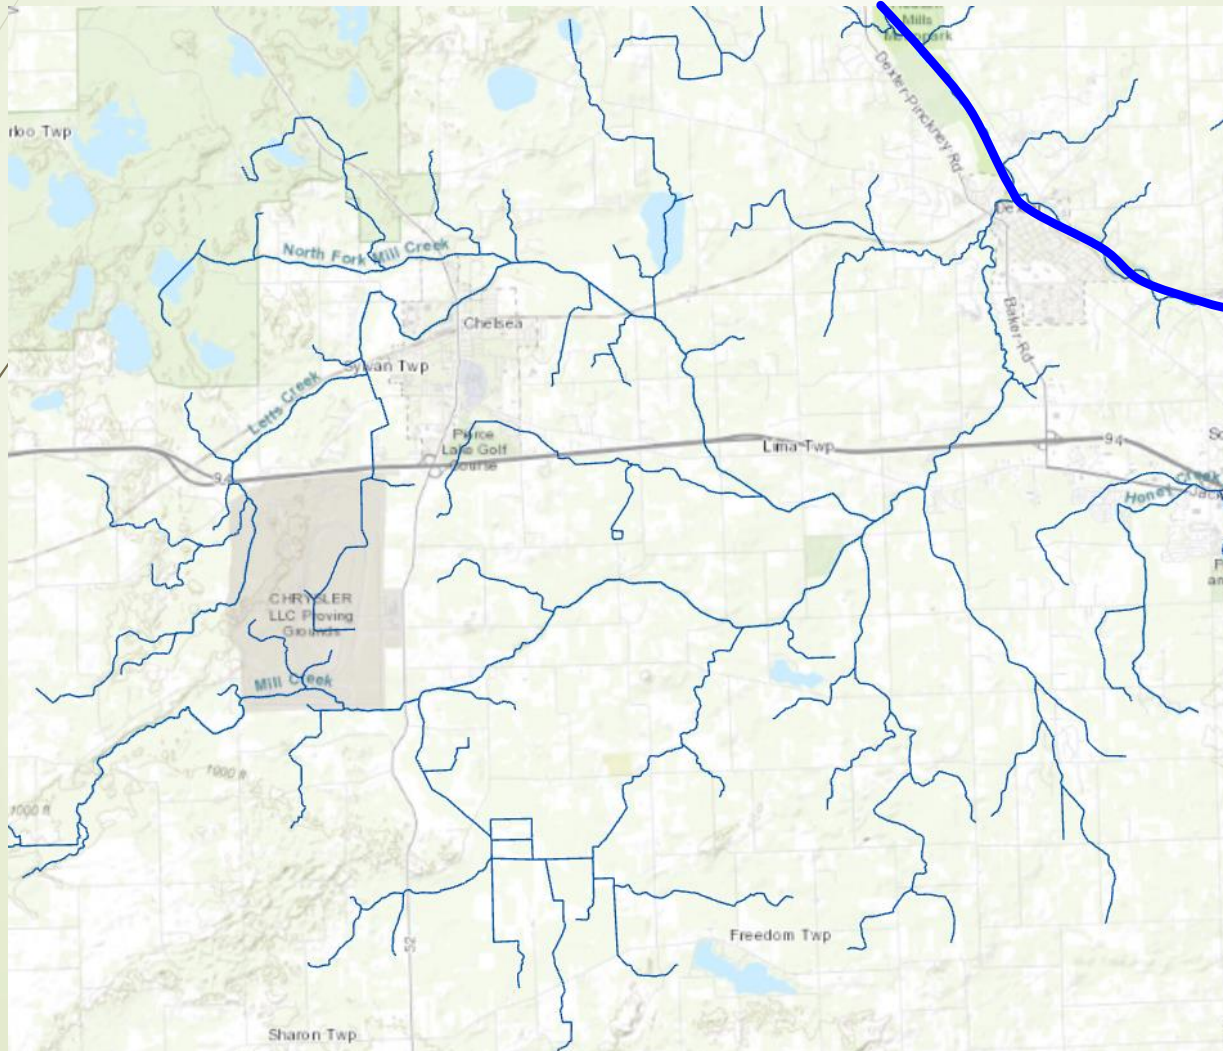 Mills
Dexter-Pinckney Rd
rloo Twp
North Fork Mill Creek
Chelsea
Baker Rd
Sylvan Twp
Letts Creek
Pierce
Lake Golf
Course
Lima Twp
94
94
Honey Creek
CHRYSLER
LLC Proving
Grounds
Mill Creek
1000 ft
1000 ft
52
Freedom Twp
Sharon Twp